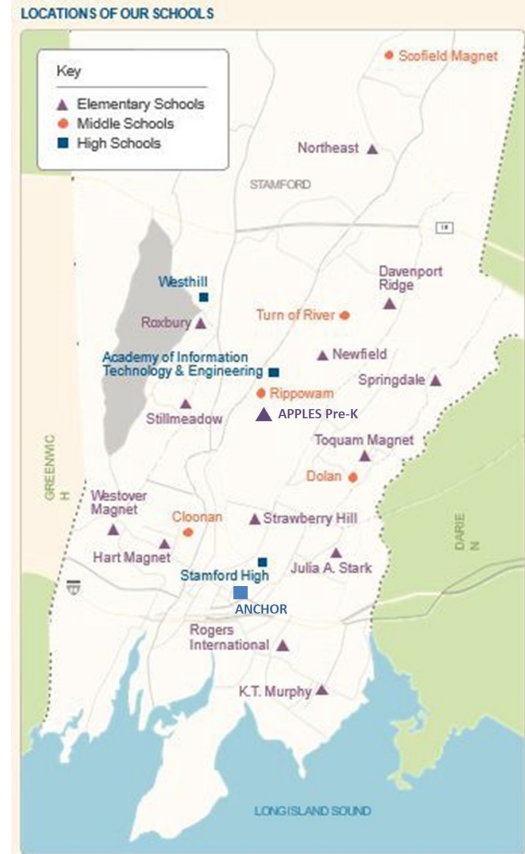 LOCATIONS OF OUR SCHOOLS
Key
Elementary Schools
Middle Schools
High Schools
Scofield Magnet
Northeast
STAMFORD
Davenport
Ridge
Westhill
Turn of River
Roxbury
Newfield
Academy of Information
Technology & Engineering
Springdale
Rippowam
APPLES Pre-K
Stillmeadow
Toquam Magnet
Dolan
GREENWIC
H
Westover
Magnet
Cloonan
Strawberry Hill
DARIE
N
Hart Magnet
Julia A. Stark
Stamford High
ANCHOR
Rogers
International
K.T. Murphy
LONG ISLAND SOUND